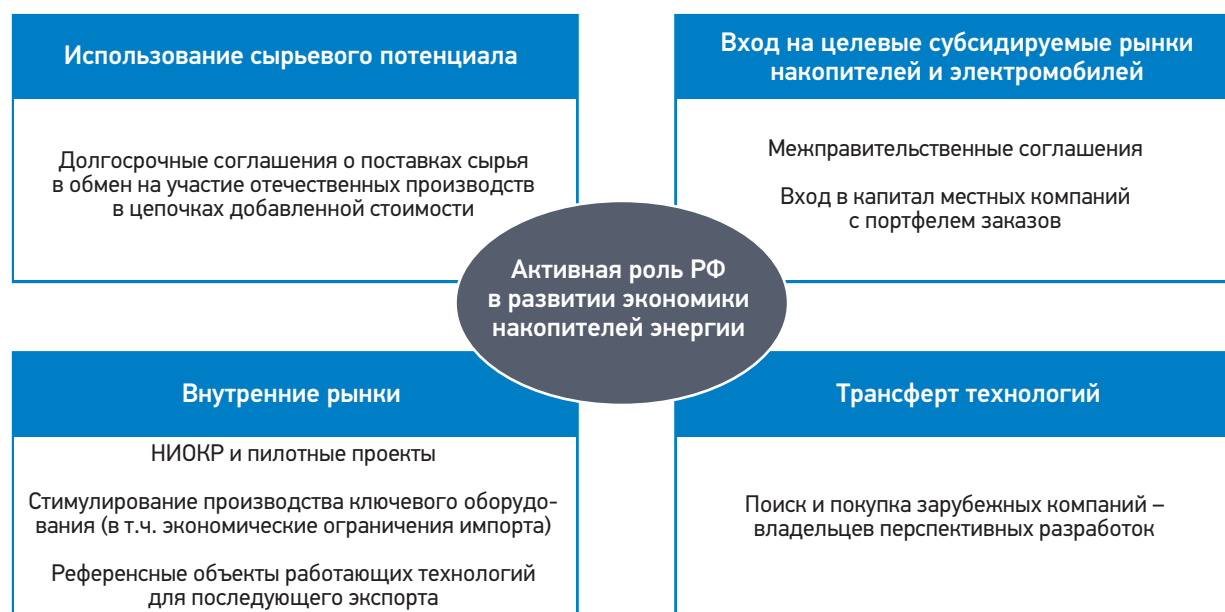 Использование сырьевого потенциала
Долгосрочные соглашения о поставках сырья
в обмен на участие отечественных производств
в цепочках добавленной стоимости
Вход на целевые субсидируемые рынки
накопителей и электромобилей
Межправительственные соглашения
Вход в капитал местных компаний
с портфелем заказов
Активная роль РФ
в развитии экономики
накопителей энергии
Внутренние рынки
НИОКР и пилотные проекты
Стимулирование производства ключевого оборудо-
вания (в т.ч. экономические ограничения импорта)
Референсные объекты работающих технологий
для последующего экспорта
Трансферт технологий
Поиск и покупка зарубежных компаний –
владельцев перспективных разработок